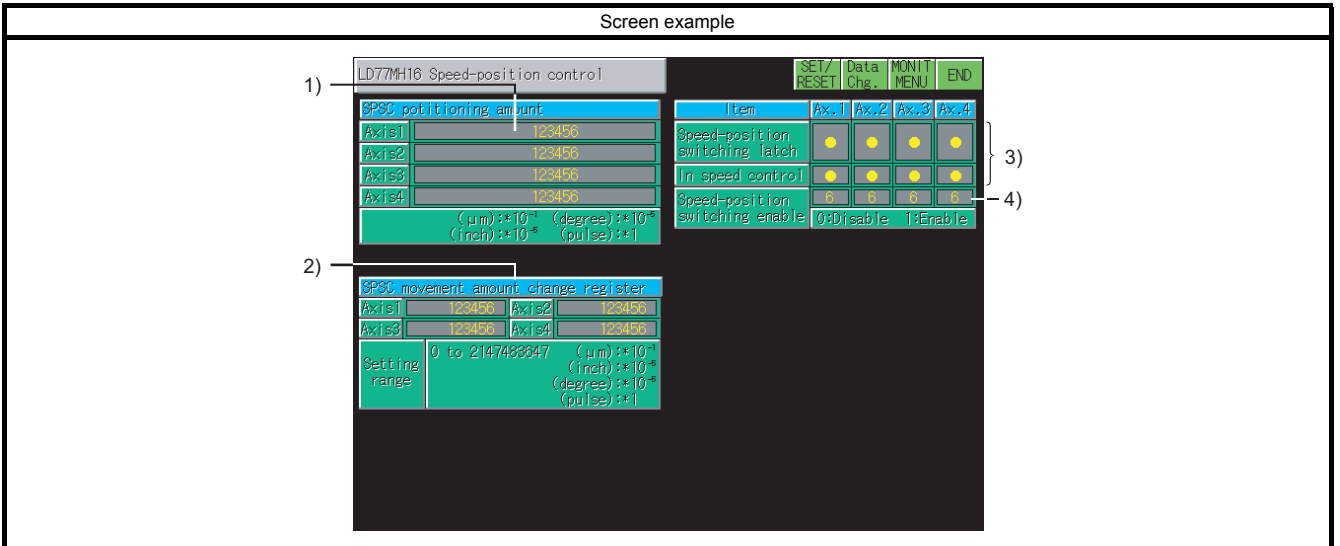 Screen example
LD77MH16 Speed-position control
SET/ RESET
Data Chg.
MONIT MENU
END
1)
SPSC potitioning amount
Axis1 123456
Axis2 123456
Axis3 123456
Axis4 123456
(μm):*10⁻¹ (degree):*10⁻⁵
(inch):*10⁻⁵ (pulse):*1
Item Ax.1 Ax.2 Ax.3 Ax.4
Speed-position
switching latch
In speed control
3)
Speed-position
switching enable
6 6 6 6
4)
0:Disable 1:Enable
2)
SPSC movement amount change register
Axis1 123456 Axis2 123456
Axis3 123456 Axis4 123456
Setting
range
0 to 2147483647 (μm):*10⁻¹
(inch):*10⁻⁵
(degree):*10⁻⁵
(pulse):*1